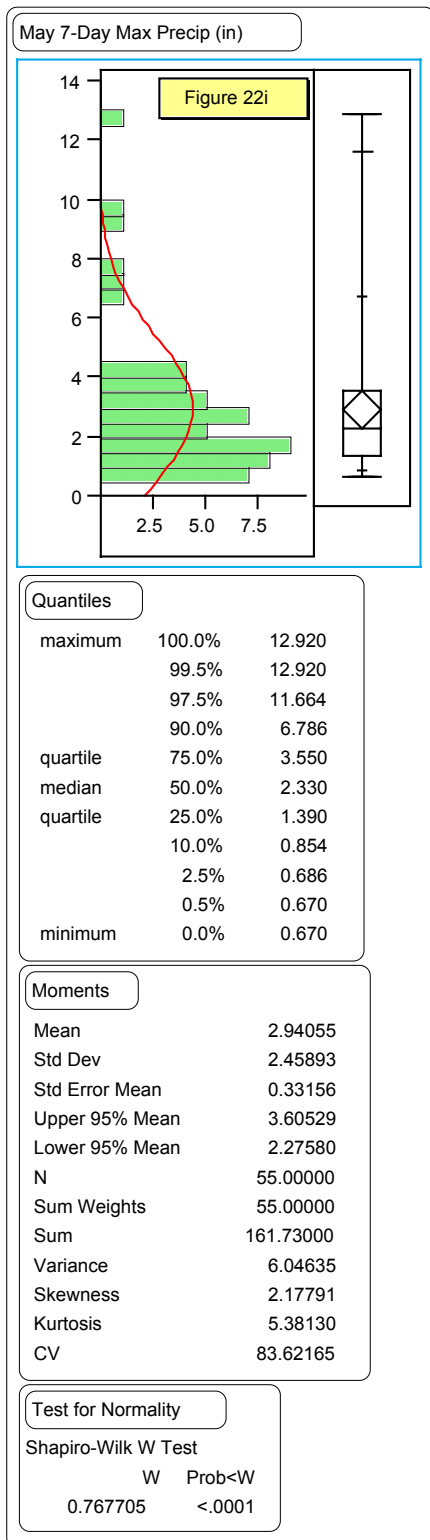 May 7-Day Max Precip (in)
Figure 22i
14
12
10
8
6
4
2
0
2.5 5.0 7.5
Quantiles
maximum 100.0% 12.920
99.5% 12.920
97.5% 11.664
90.0% 6.786
quartile 75.0% 3.550
median 50.0% 2.330
quartile 25.0% 1.390
10.0% 0.854
2.5% 0.686
0.5% 0.670
minimum 0.0% 0.670
Moments
Mean 2.94055
Std Dev 2.45893
Std Error Mean 0.33156
Upper 95% Mean 3.60529
Lower 95% Mean 2.27580
N 55.00000
Sum Weights 55.00000
Sum 161.73000
Variance 6.04635
Skewness 2.17791
Kurtosis 5.38130
CV 83.62165
Test for Normality
Shapiro-Wilk W Test
W Prob<W
0.767705 <.0001